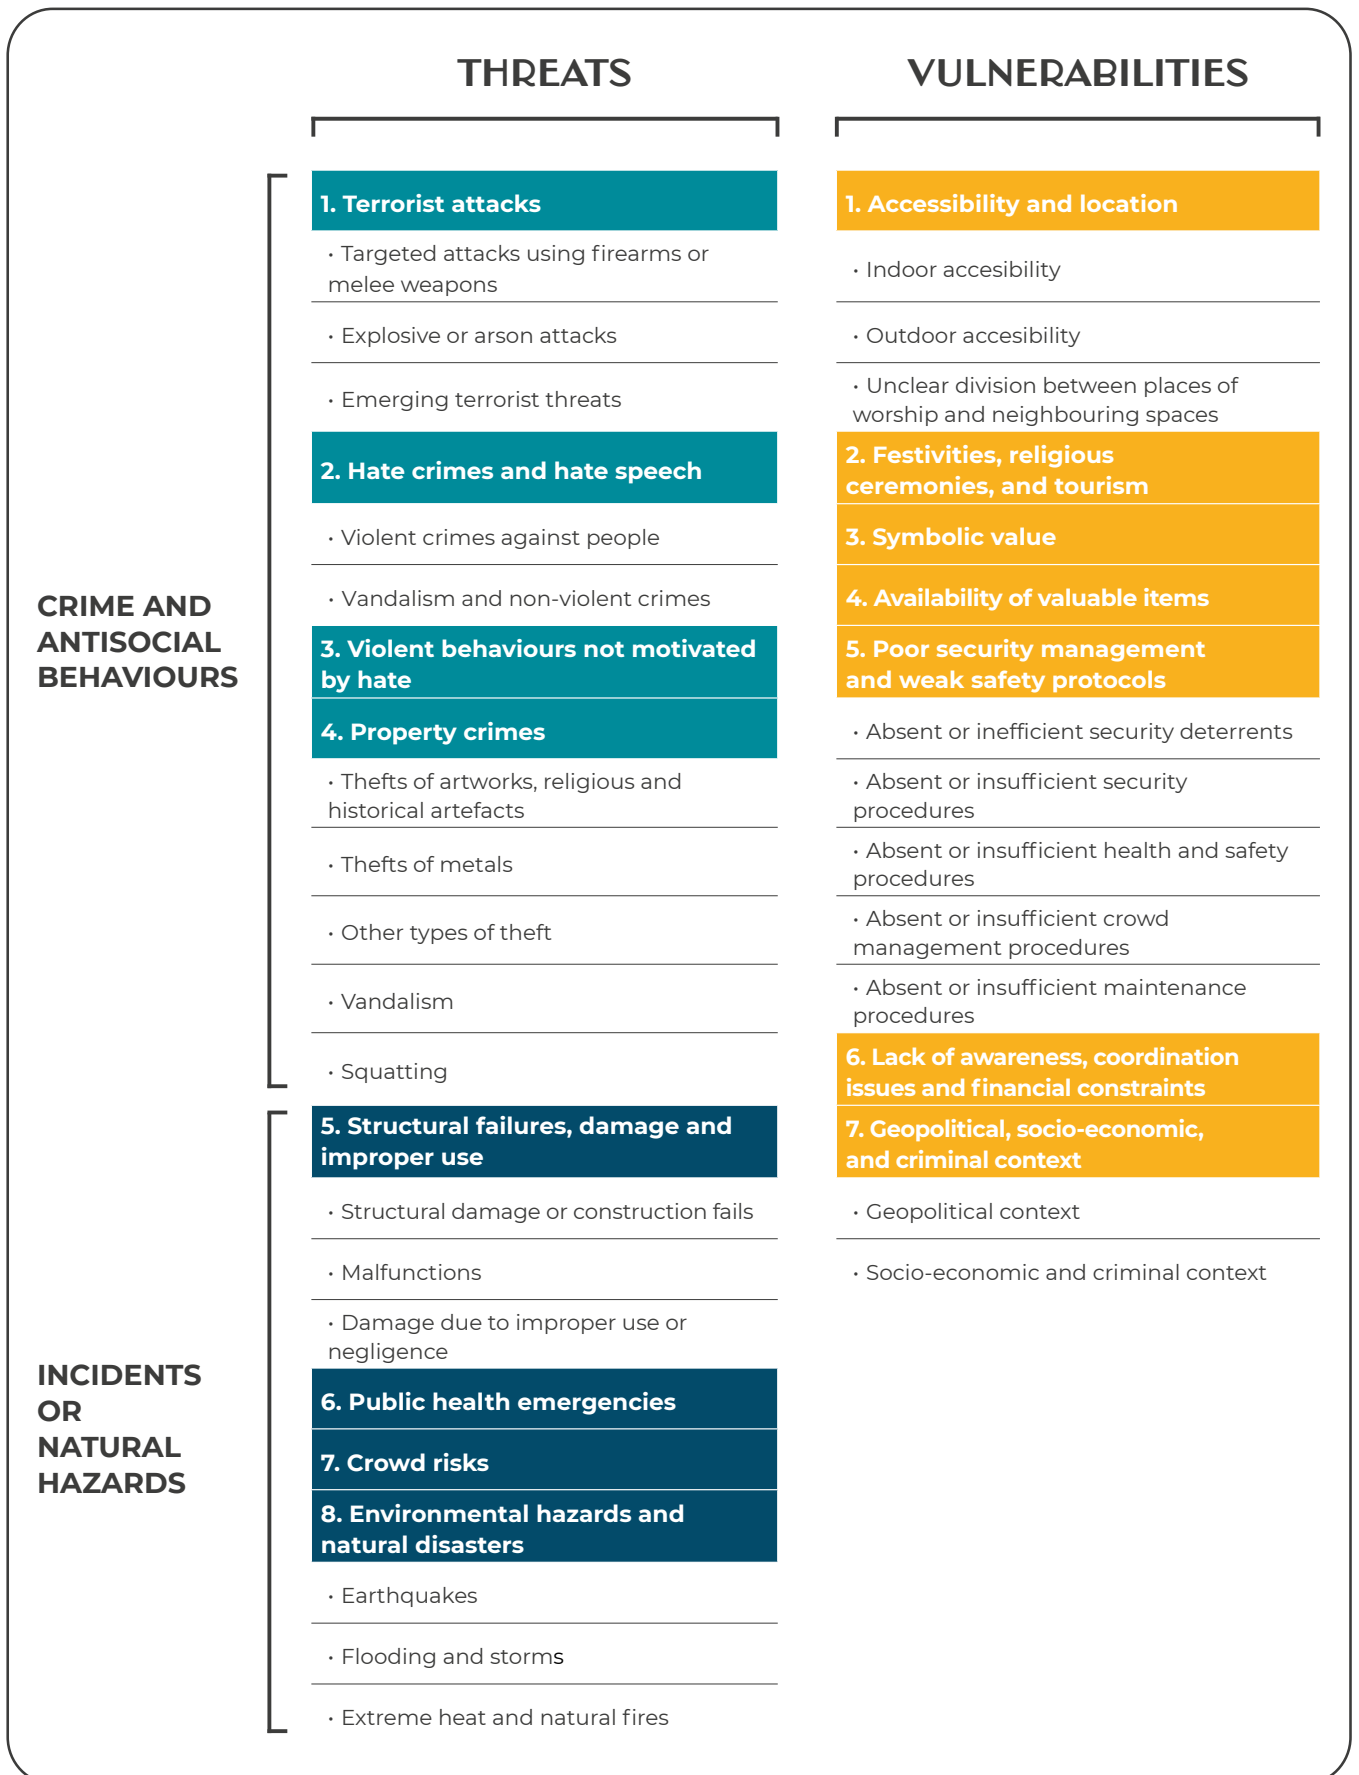 THREATS
VULNERABILITIES
CRIME AND
ANTISOCIAL
BEHAVIOURS
1. Terrorist attacks
• Targeted attacks using firearms or
melee weapons
• Explosive or arson attacks
• Emerging terrorist threats
2. Hate crimes and hate speech
• Violent crimes against people
• Vandalism and non-violent crimes
3. Violent behaviours not motivated
by hate
4. Property crimes
• Thefts of artworks, religious and
historical artefacts
• Thefts of metals
• Other types of theft
• Vandalism
• Squatting
INCIDENTS
OR
NATURAL
HAZARDS
5. Structural failures, damage and
improper use
• Structural damage or construction fails
• Malfunctions
• Damage due to improper use or
negligence
6. Public health emergencies
7. Crowd risks
8. Environmental hazards and
natural disasters
• Earthquakes
• Flooding and storms
• Extreme heat and natural fires
1. Accessibility and location
• Indoor accesibility
• Outdoor accesibility
• Unclear division between places of
worship and neighbouring spaces
2. Festivities, religious
ceremonies, and tourism
3. Symbolic value
4. Availability of valuable items
5. Poor security management
and weak safety protocols
• Absent or inefficient security deterrents
• Absent or insufficient security
procedures
• Absent or insufficient health and safety
procedures
• Absent or insufficient crowd
management procedures
• Absent or insufficient maintenance
procedures
6. Lack of awareness, coordination
issues and financial constraints
7. Geopolitical, socio-economic,
and criminal context
• Geopolitical context
• Socio-economic and criminal context